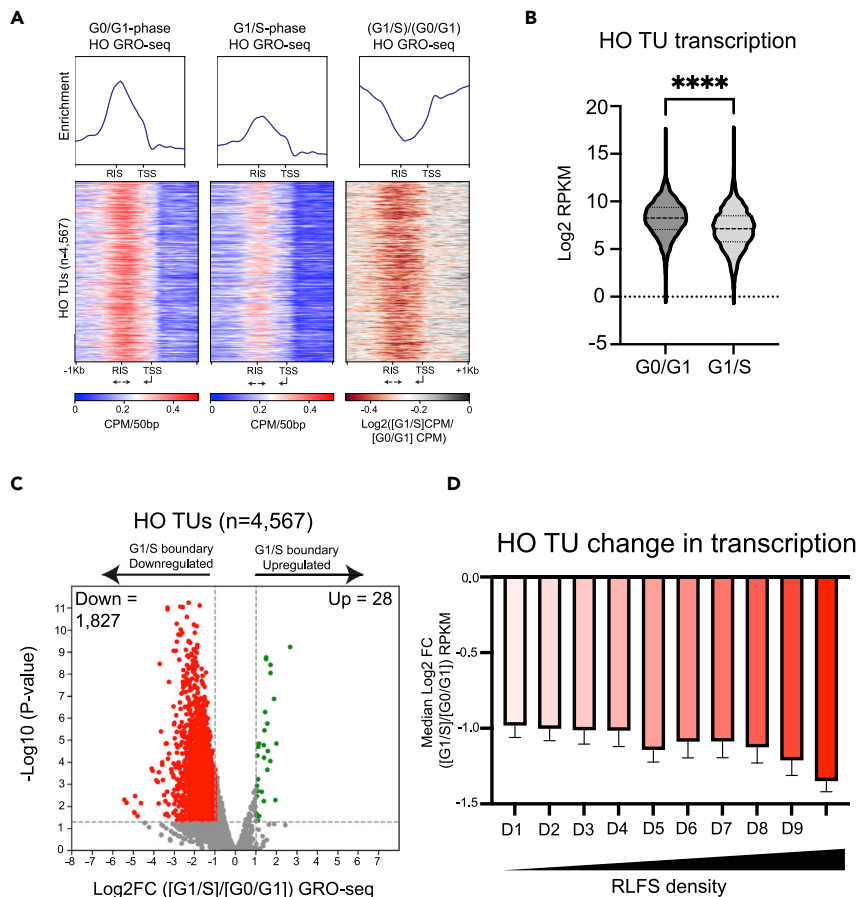 A
G0/G1-phase
HO GRO-seq
G1/S-phase
HO GRO-seq
(G1/S)/(G0/G1)
HO GRO-seq
Enrichment
RIS TSS
RIS TSS
RIS TSS
HO TUs (n=4,567)
-1Kb RIS TSS
RIS TSS
RIS TSS +1Kb
0 0.2 0.4
CPM/50bp
0 0.2 0.4
CPM/50bp
-0.4 -0.2 0
Log2([G1/S]CPM/
[G0/G1] CPM)
B
HO TU transcription
****
Log2 RPKM
20
15
10
5
0
-5
G0/G1 G1/S
C
HO TUs (n=4,567)
G1/S boundary
Downregulated
G1/S boundary
Upregulated
Down =
1,827
Up = 28
-Log10 (P-value)
11
10
9
8
7
6
5
4
3
2
1
0
-8 -7 -6 -5 -4 -3 -2 -1 0 1 2 3 4 5 6 7
Log2FC ([G1/S]/[G0/G1]) GRO-seq
D
HO TU change in transcription
Median Log2 FC
([G1/S]/[G0/G1]) RPKM
0.0
-0.5
-1.0
-1.5
D1 D2 D3 D4 D5 D6 D7 D8 D9
RLFS density